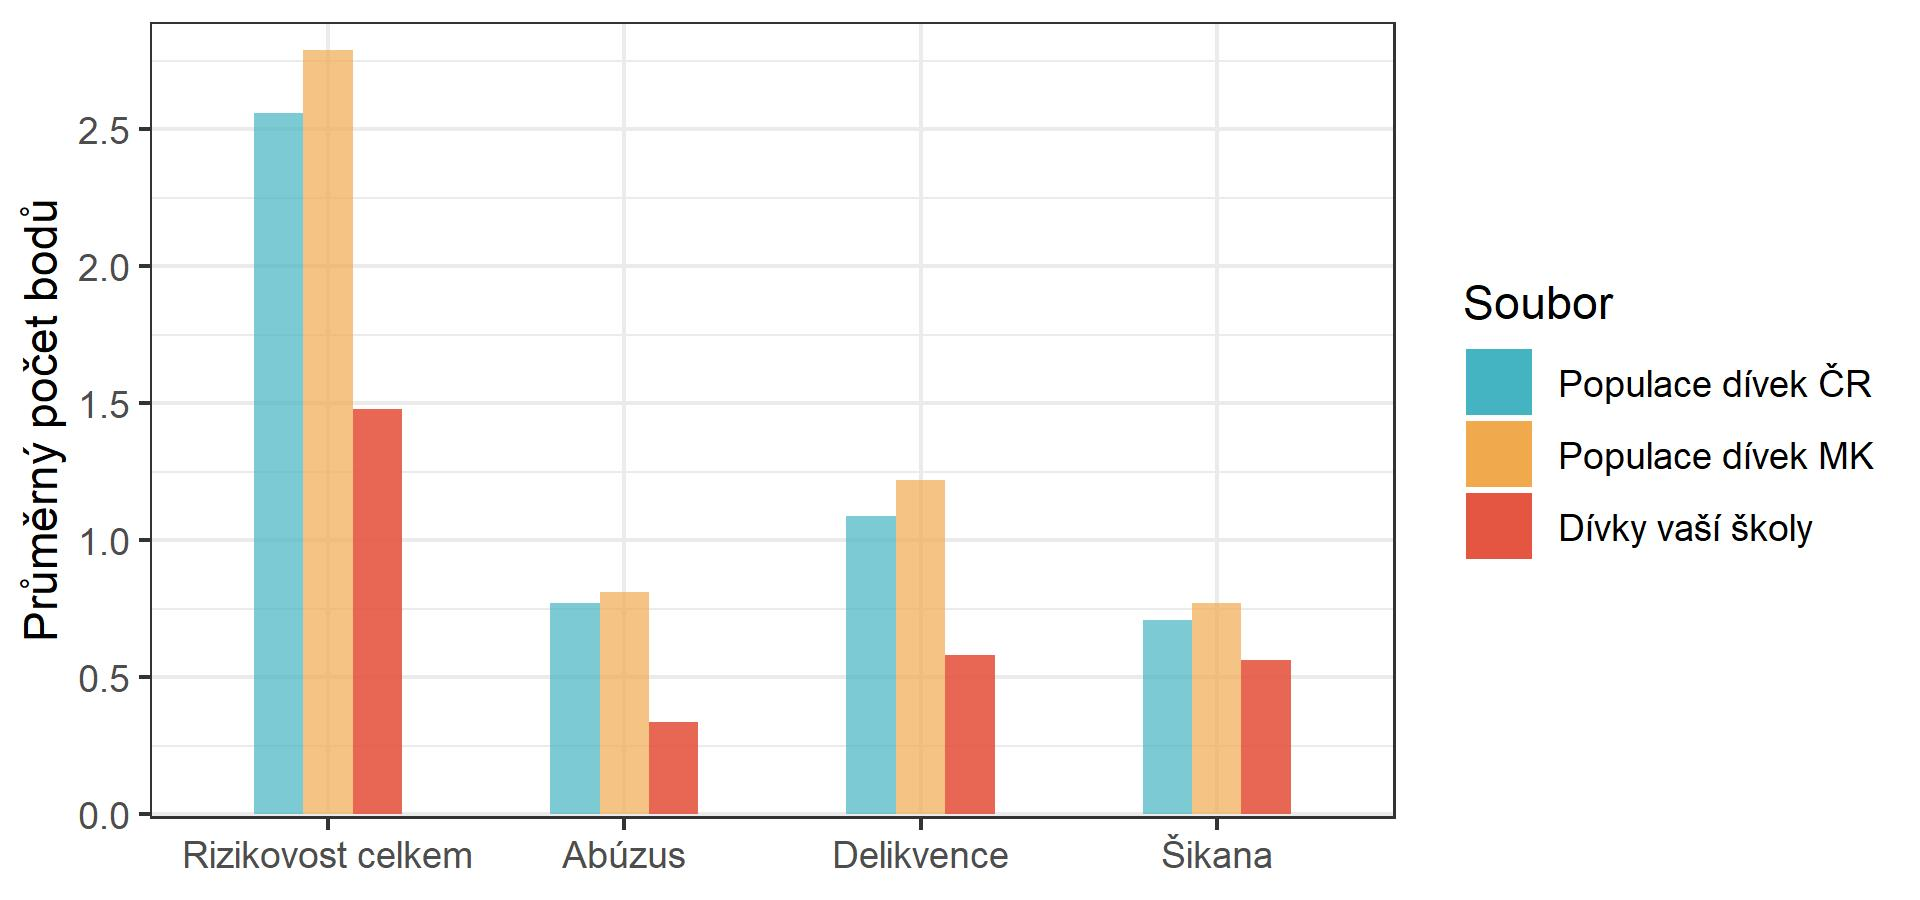 Průměrný počet bodů
2.5
2.0
1.5
1.0
0.5
0.0
Rizikovost celkem
Abúzus
Delikvence
Šikana
Soubor
Populace dívek ČR
Populace dívek MK
Dívky vaší školy